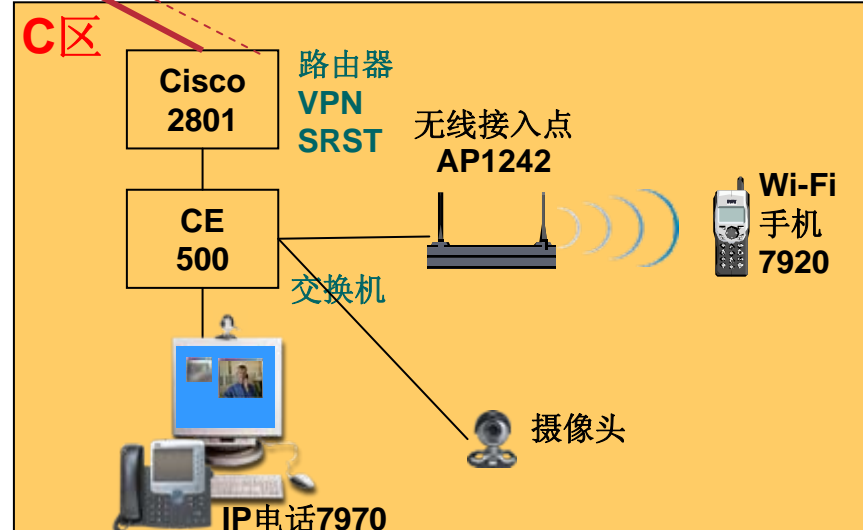 C区
Cisco
2801
路由器
VPN
SRST
无线接入点
AP1242
Wi-Fi
手机
7920
CE
500
交换机
摄像头
IP电话7970